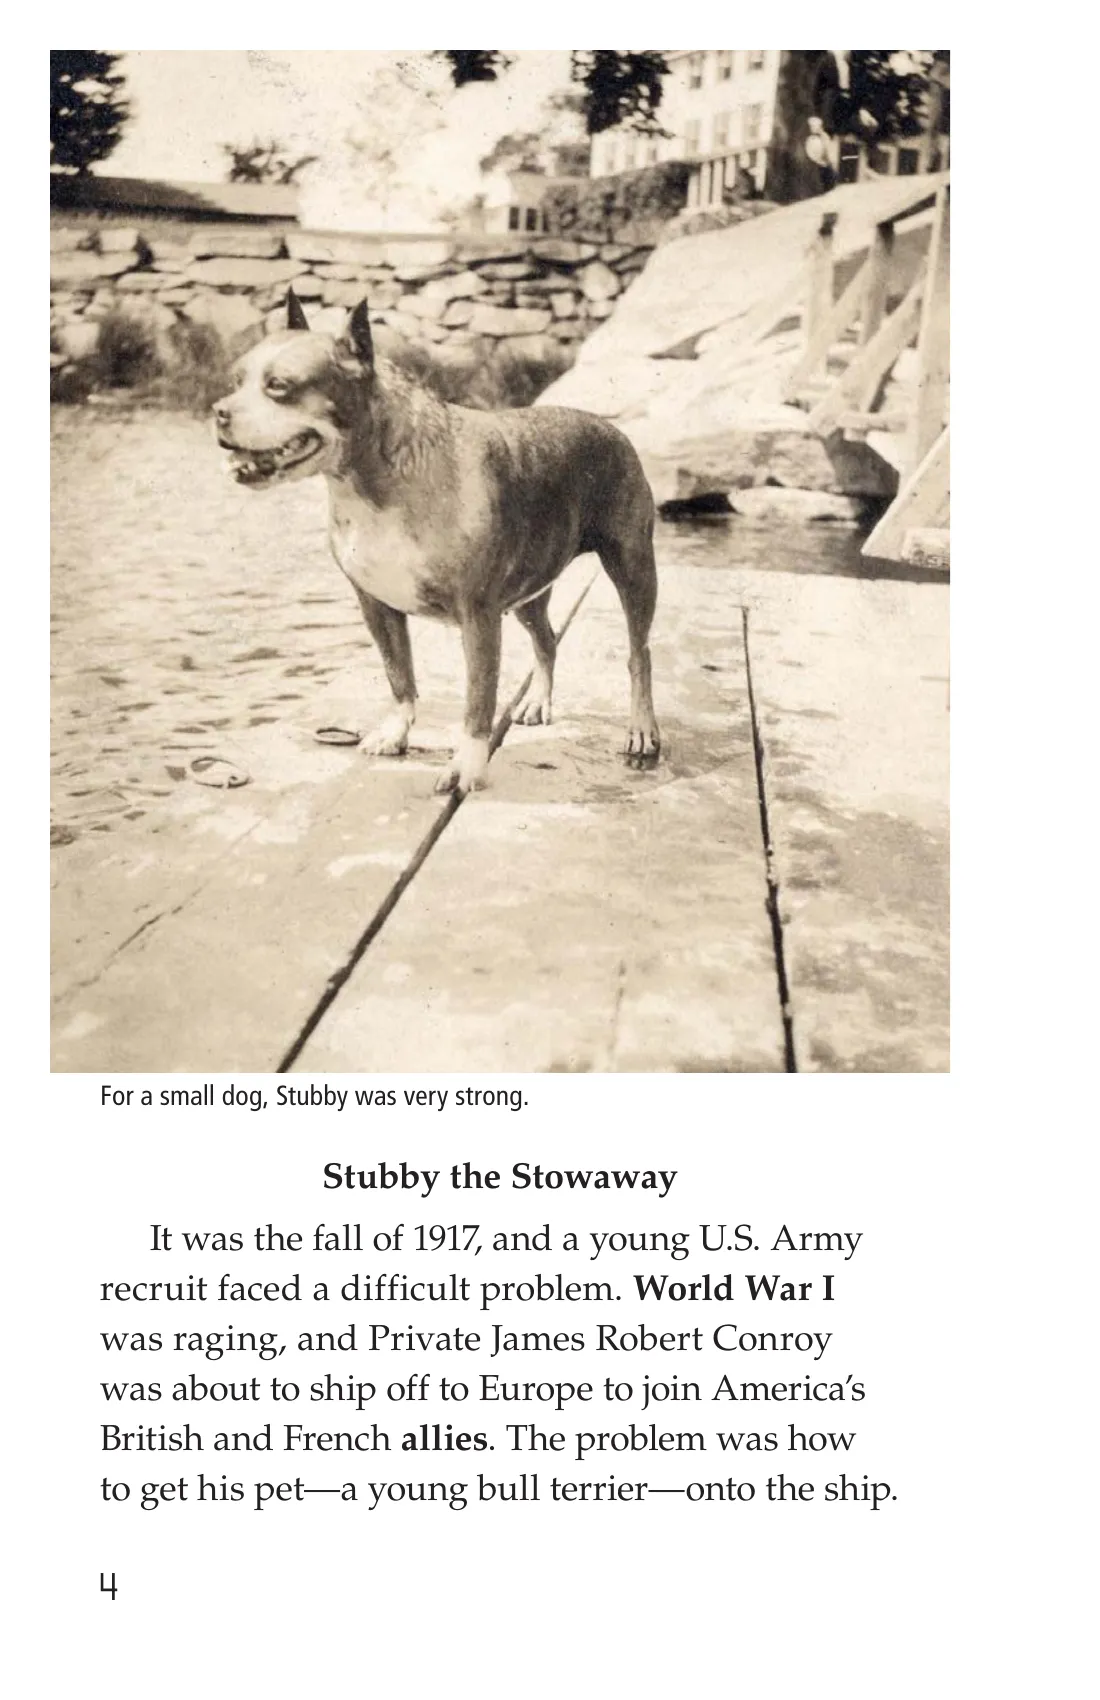 For a small dog, Stubby was very strong.
Stubby the Stowaway
It was the fall of 1917, and a young U.S. Army
recruit faced a difficult problem. World War I
was raging, and Private James Robert Conroy
was about to ship off to Europe to join America’s
British and French allies. The problem was how
to get his pet—a young bull terrier—onto the ship.
4